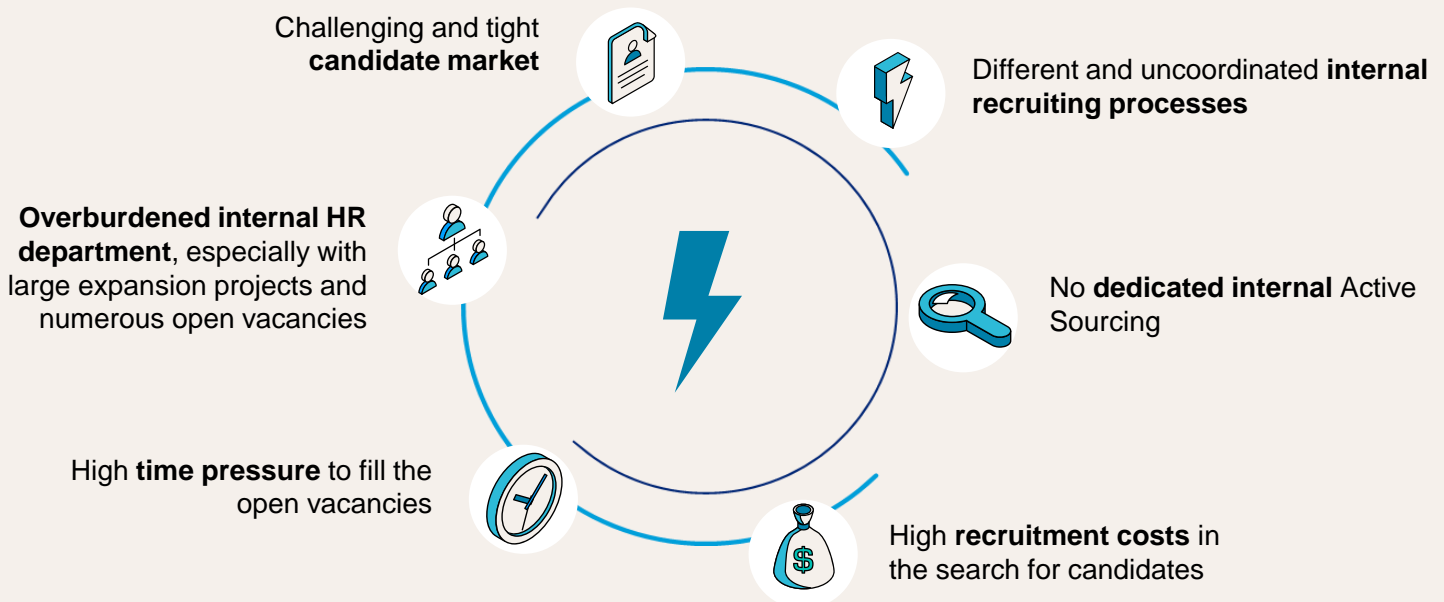 Challenging and tight
candidate market
Different and uncoordinated internal
recruiting processes
Overburdened internal HR
department, especially with
large expansion projects and
numerous open vacancies
No dedicated internal Active
Sourcing
High time pressure to fill the
open vacancies
High recruitment costs in
the search for candidates
$